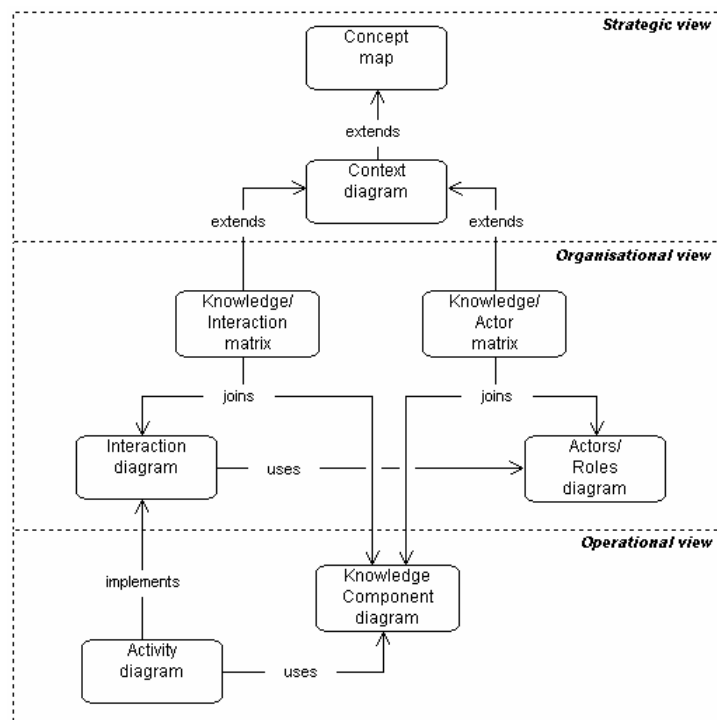 Strategic view
Concept
map
extends
Context
diagram
extends
extends
Organisational view
Knowledge/
Interaction
matrix
Knowledge/
Actor
matrix
joins
joins
Interaction
diagram
uses
Actors/
Roles
diagram
Operational view
Knowledge
Component
diagram
implements
Activity
diagram
uses